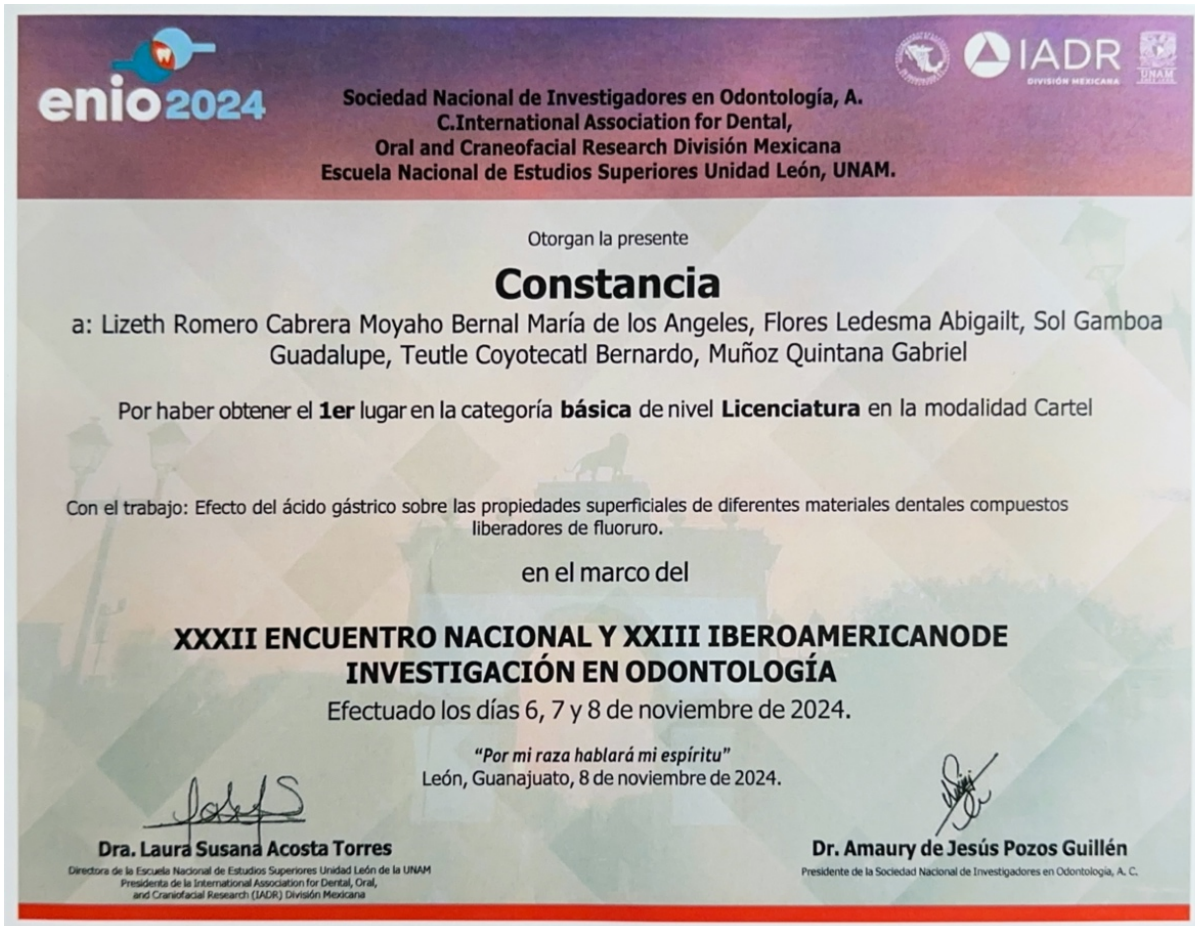 enio2024
IADR
DIVISIÓN MEXICANA
UNAM
Sociedad Nacional de Investigadores en Odontología, A.
C.International Association for Dental,
Oral and Craneofacial Research División Mexicana
Escuela Nacional de Estudios Superiores Unidad León, UNAM.
Otorgan la presente
Constancia
a: Lizeth Romero Cabrera Moyaho Bernal María de los Angeles, Flores Ledesma Abigailt, Sol Gamboa
Guadalupe, Teutle Coyotecatl Bernardo, Muñoz Quintana Gabriel
Por haber obtener el 1er lugar en la categoría básica de nivel Licenciatura en la modalidad Cartel
Con el trabajo: Efecto del ácido gástrico sobre las propiedades superficiales de diferentes materiales dentales compuestos
liberadores de fluoruro.
en el marco del
XXXII ENCUENTRO NACIONAL Y XXIII IBEROAMERICANODE
INVESTIGACIÓN EN ODONTOLOGÍA
Efectuado los días 6, 7 y 8 de noviembre de 2024.
“Por mi raza hablará mi espíritu”
León, Guanajuato, 8 de noviembre de 2024.
Dra. Laura Susana Acosta Torres
Directora de la Escuela Nacional de Estudios Superiores Unidad León de la UNAM
Presidenta de la International Association for Dental, Oral,
and Craniofacial Research (IADR) División Mexicana
Dr. Amaury de Jesús Pozos Guillén
Presidente de la Sociedad Nacional de Investigadores en Odontología, A. C.